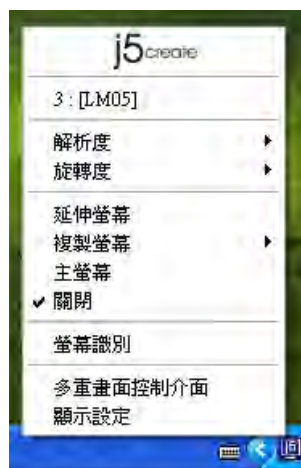 j5create
3 : [LM05]
解析度
旋轉度
延伸螢幕
複製螢幕
主螢幕
關閉
螢幕識別
多重畫面控制介面
顯示設定